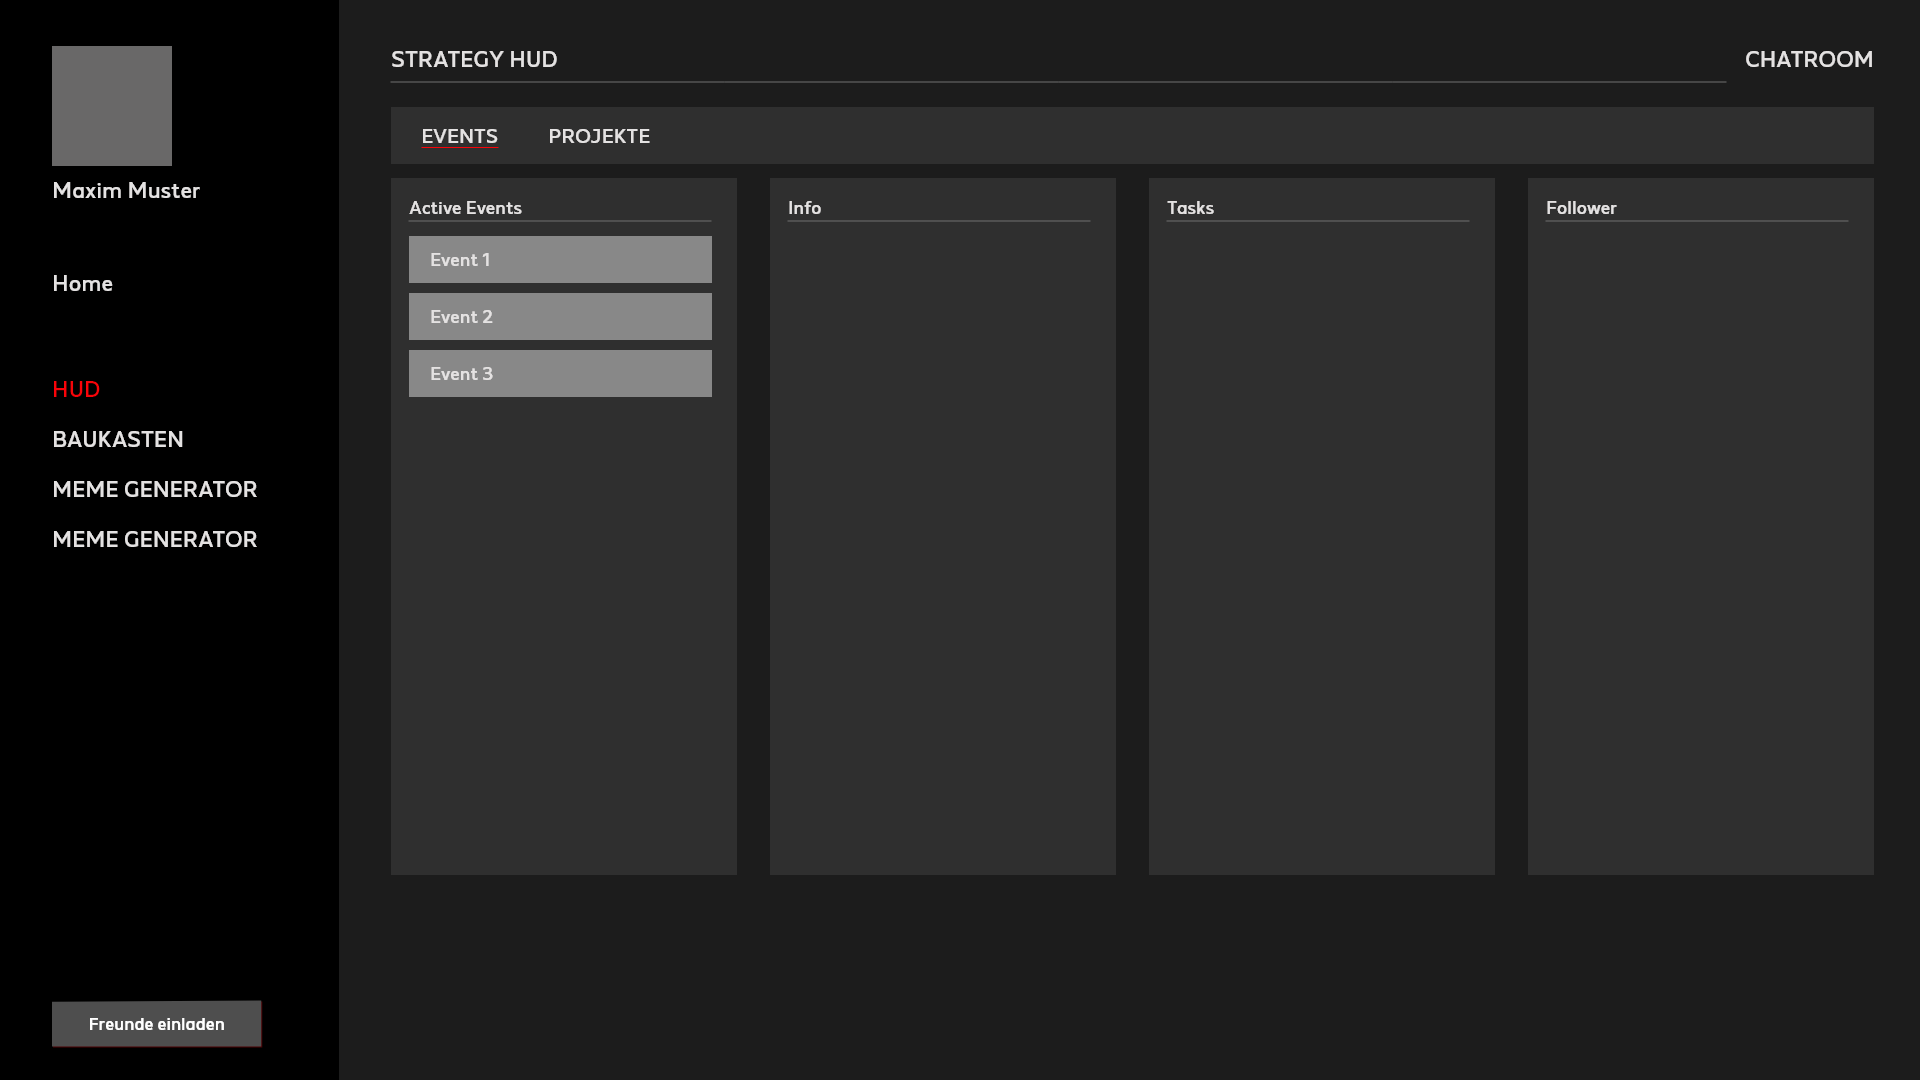 Maxim Muster
Home
HUD
BAUKASTEN
MEME GENERATOR
MEME GENERATOR
Freunde einladen
STRATEGY HUD
CHATROOM
EVENTS
PROJEKTE
Active Events
Event 1
Event 2
Event 3
Info
Tasks
Follower